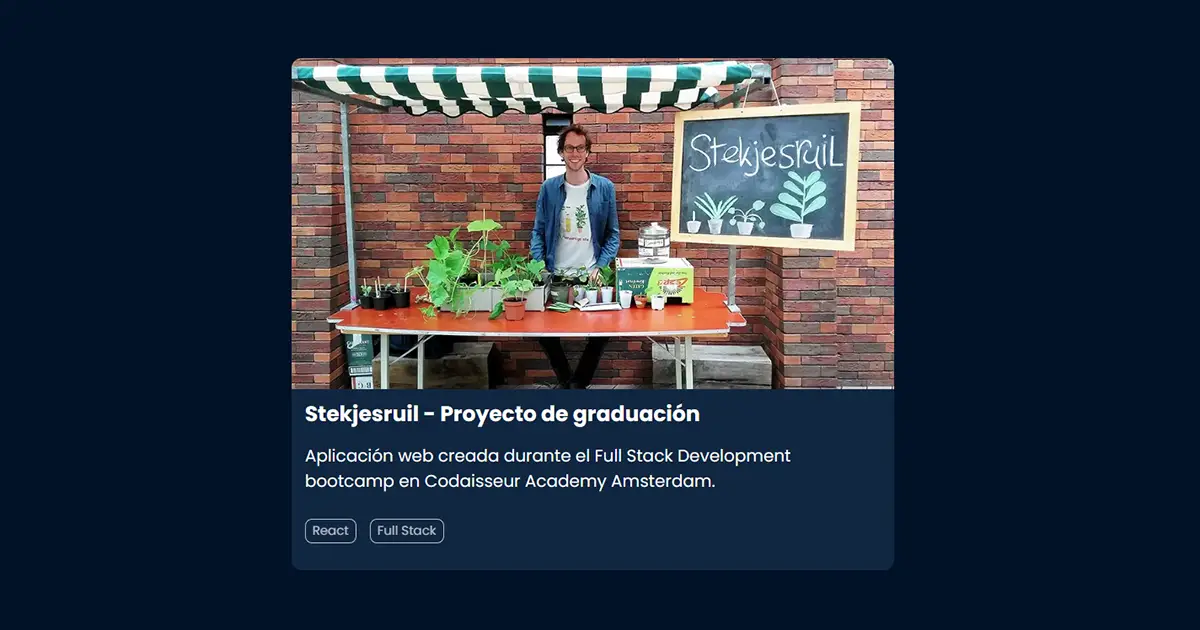 Stekjesruil
Stekjesruil - Proyecto de graduación
Aplicación web creada durante el Full Stack Development
bootcamp en Codaisseur Academy Amsterdam.
React
Full Stack